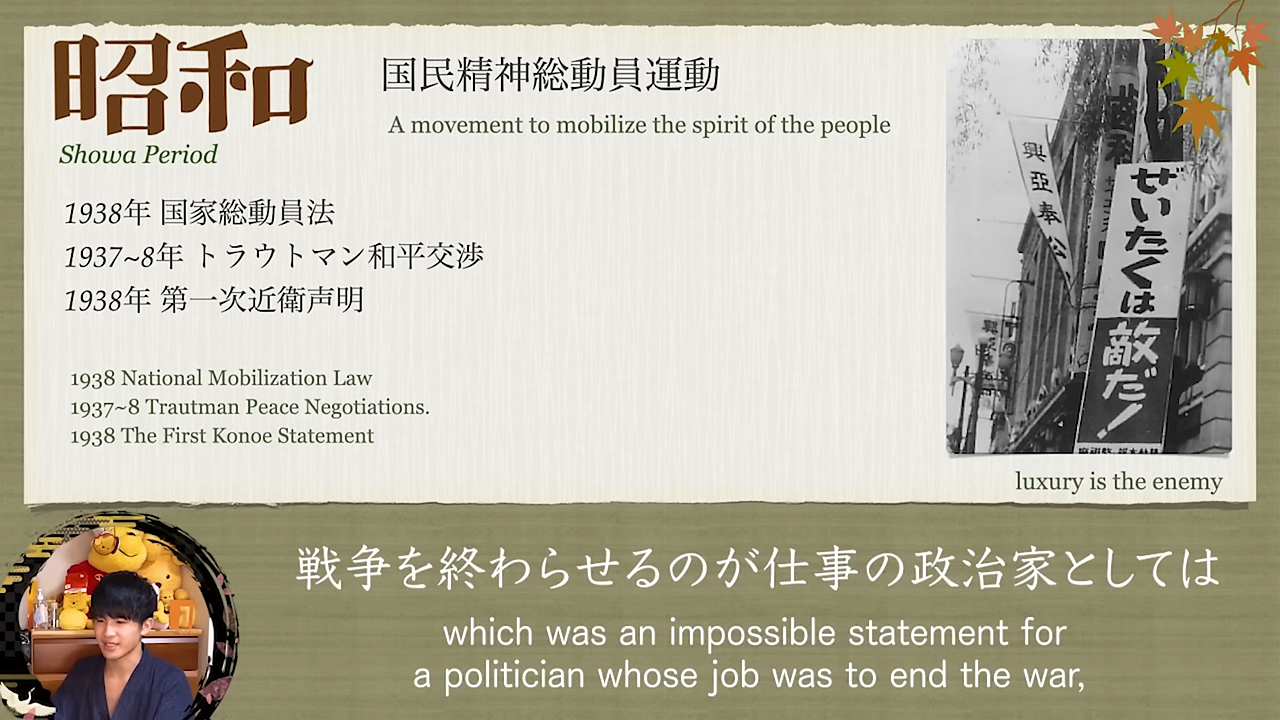 昭和
Showa Period
国民精神総動員運動
A movement to mobilize the spirit of the people
1938年 国家総動員法
1937~8年 トラウトマン和平交渉
1938年 第一次近衛声明
1938 National Mobilization Law
1937~8 Trautman Peace Negotiations.
1938 The First Konoe Statement
興亞奉公
歯科
ぜいたくは
敵だ!
luxury is the enemy
戦争を終わらせるのが仕事の政治家としては
which was an impossible statement for
a politician whose job was to end the war,